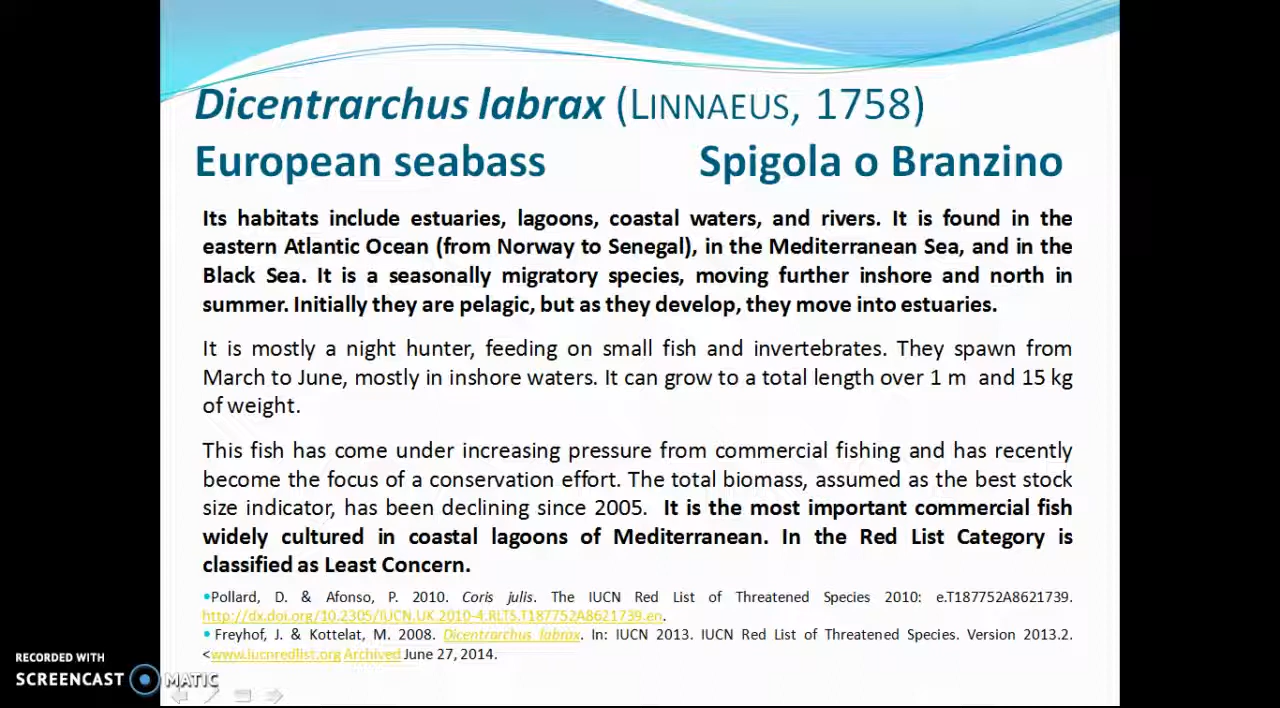 Dicentrarchus labrax (LINNAEUS, 1758)
European seabass Spigola o Branzino
Its habitats include estuaries, lagoons, coastal waters, and rivers. It is found in the
eastern Atlantic Ocean (from Norway to Senegal), in the Mediterranean Sea, and in the
Black Sea. It is a seasonally migratory species, moving further inshore and north in
summer. Initially they are pelagic, but as they develop, they move into estuaries.
It is mostly a night hunter, feeding on small fish and invertebrates. They spawn from
March to June, mostly in inshore waters. It can grow to a total length over 1 m and 15 kg
of weight.
This fish has come under increasing pressure from commercial fishing and has recently
become the focus of a conservation effort. The total biomass, assumed as the best stock
size indicator, has been declining since 2005. It is the most important commercial fish
widely cultured in coastal lagoons of Mediterranean. In the Red List Category is
classified as Least Concern.
•Pollard, D. & Afonso, P. 2010. Coris julis. The IUCN Red List of Threatened Species 2010: e.T187752A8621739.
http://dx.doi.org/10.2305/IUCN.UK.2010-4.RLTS.T187752A8621739.en.
• Freyhof, J. & Kottelat, M. 2008. Dicentrarchus labrax. In: IUCN 2013. IUCN Red List of Threatened Species. Version 2013.2.
<www.iucnredlist.org Archived June 27, 2014.
RECORDED WITH
SCREENCAST MATIC